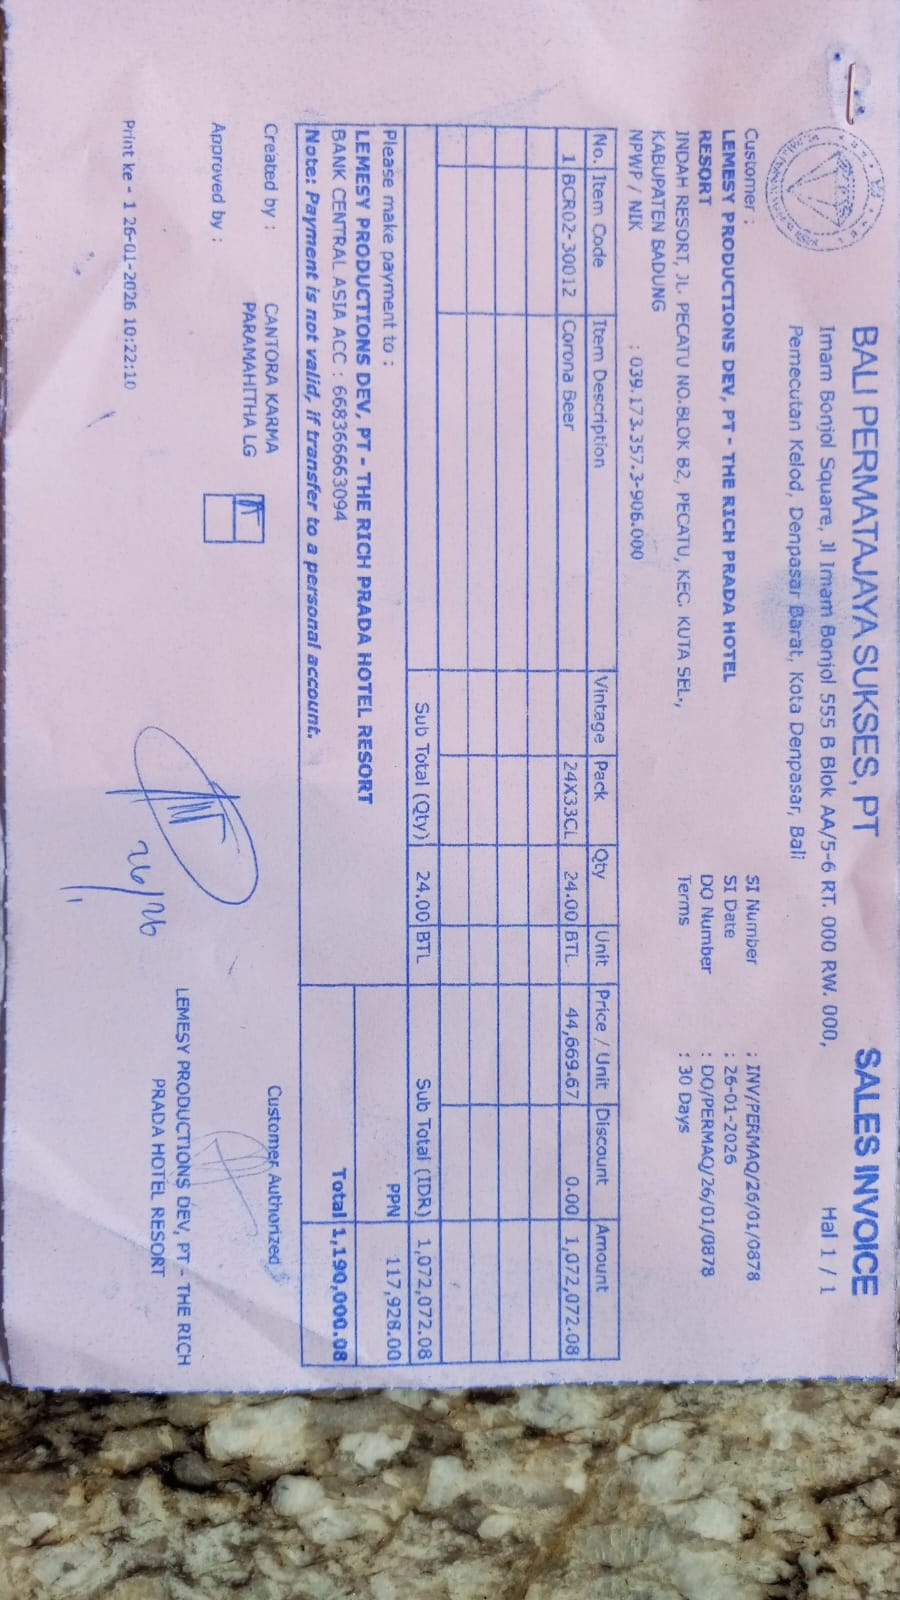 BALI PERMATAJAYA SUKSES, PT
SALES INVOICE
Imam Bonjol Square, Jl Imam Bonjol 555 B Blok AA/5-6 RT. 000 RW. 000,
Hal 1 / 1
Pemecutan Kelod, Denpasar Barat, Kota Denpasar, Bali
Customer :
LEMESY PRODUCTIONS DEV, PT - THE RICH PRADA HOTEL
RESORT
INDAH RESORT, JL. PECATU NO.BLOK B2, PECATU, KEC. KUTA SEL.,
KABUPATEN BADUNG
NPWP / NIK : 039.173.357.3-906.000
SI Number : INV/PERMAQ/26/01/0878
SI Date : 26-01-2026
DO Number : DO/PERMAQ/26/01/0878
Terms : 30 Days
No. Item Code Item Description Vintage Pack Qty Unit Price / Unit Discount Amount
1 BCR02-30012 Corona Beer 24X33CL 24.00 BTL 44,669.67 0.00 1,072,072.08
Sub Total (Qty) 24.00 BTL Sub Total (IDR) 1,072,072.08
Please make payment to : PPN 117,928.00
LEMESY PRODUCTIONS DEV, PT - THE RICH PRADA HOTEL RESORT
BANK CENTRAL ASIA ACC : 668366663094 Total 1,190,000.08
Note: Payment is not valid, if transfer to a personal account.
Created by : CANTORA KARMA
PARAMAHITHA LG
Customer Authorized
Approved by :
26/26
LEMESY PRODUCTIONS DEV, PT - THE RICH
PRADA HOTEL RESORT
Print ke - 1 26-01-2026 10:22:10